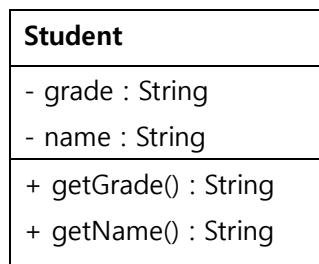 Student
- grade : String
- name : String
+ getGrade() : String
+ getName() : String